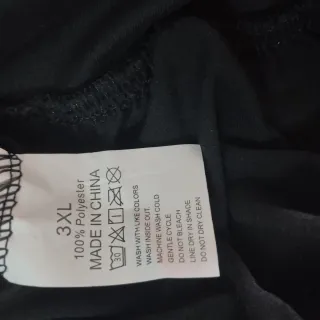 3XL
100% Polyester
MADE IN CHINA
WASH WITH LIKE COLORS
WASH INSIDE OUT.
MACHINE WASH COLD
GENTLE CYCLE
DO NOT BLEACH
LINE DRY IN SHADE
DO NOT DRY CLEAN